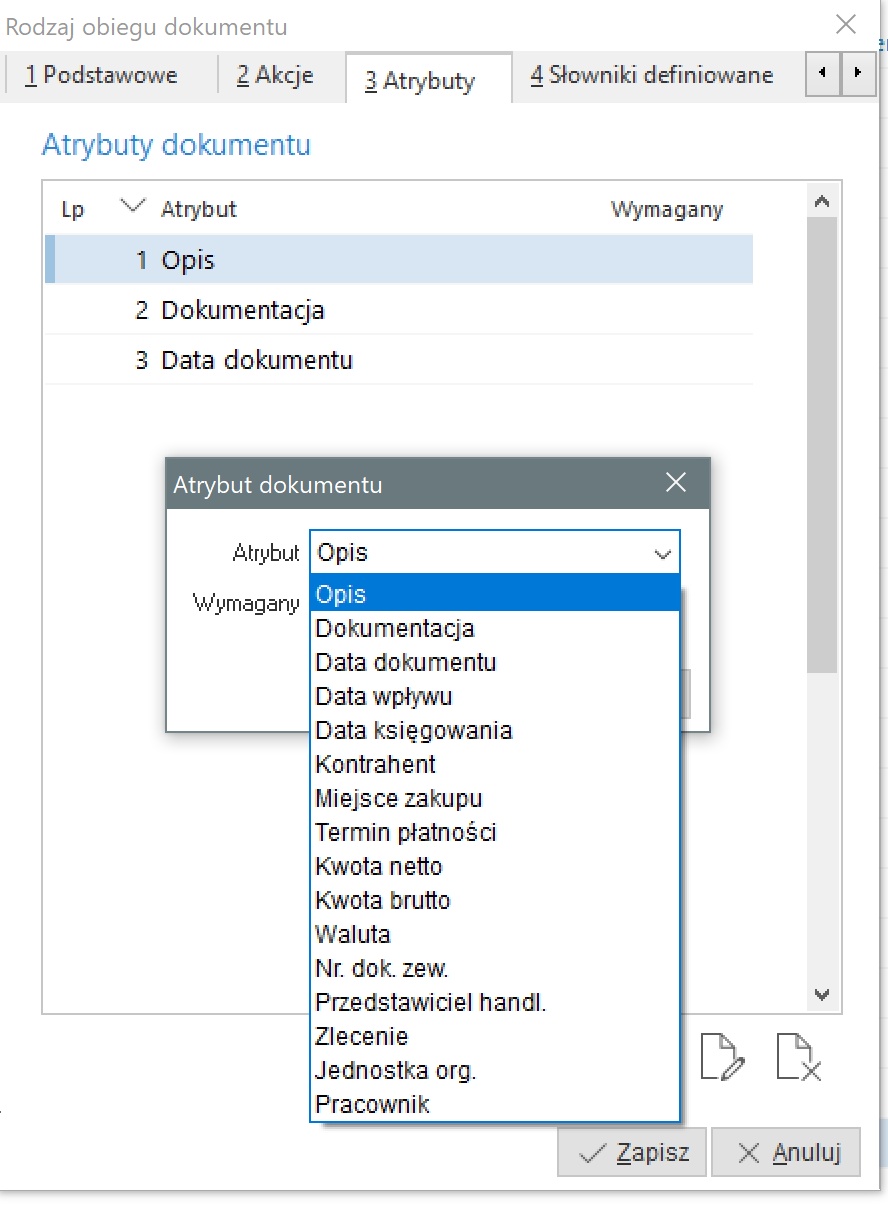 Rodzaj obiegu dokumentu
1 Podstawowe 2 Akcje 3 Atrybuty 4 Słowniki definiowane
Atrybuty dokumentu
Lp Atrybut Wymagany
1 Opis
2 Dokumentacja
3 Data dokumentu
Atrybut dokumentu
Atrybut Opis
Wymagany
Opis
Dokumentacja
Data dokumentu
Data wpływu
Data księgowania
Kontrahent
Miejsce zakupu
Termin płatności
Kwota netto
Kwota brutto
Waluta
Nr. dok. zew.
Przedstawiciel handl.
Zlecenie
Jednostka org.
Pracownik
Zapisz Anuluj